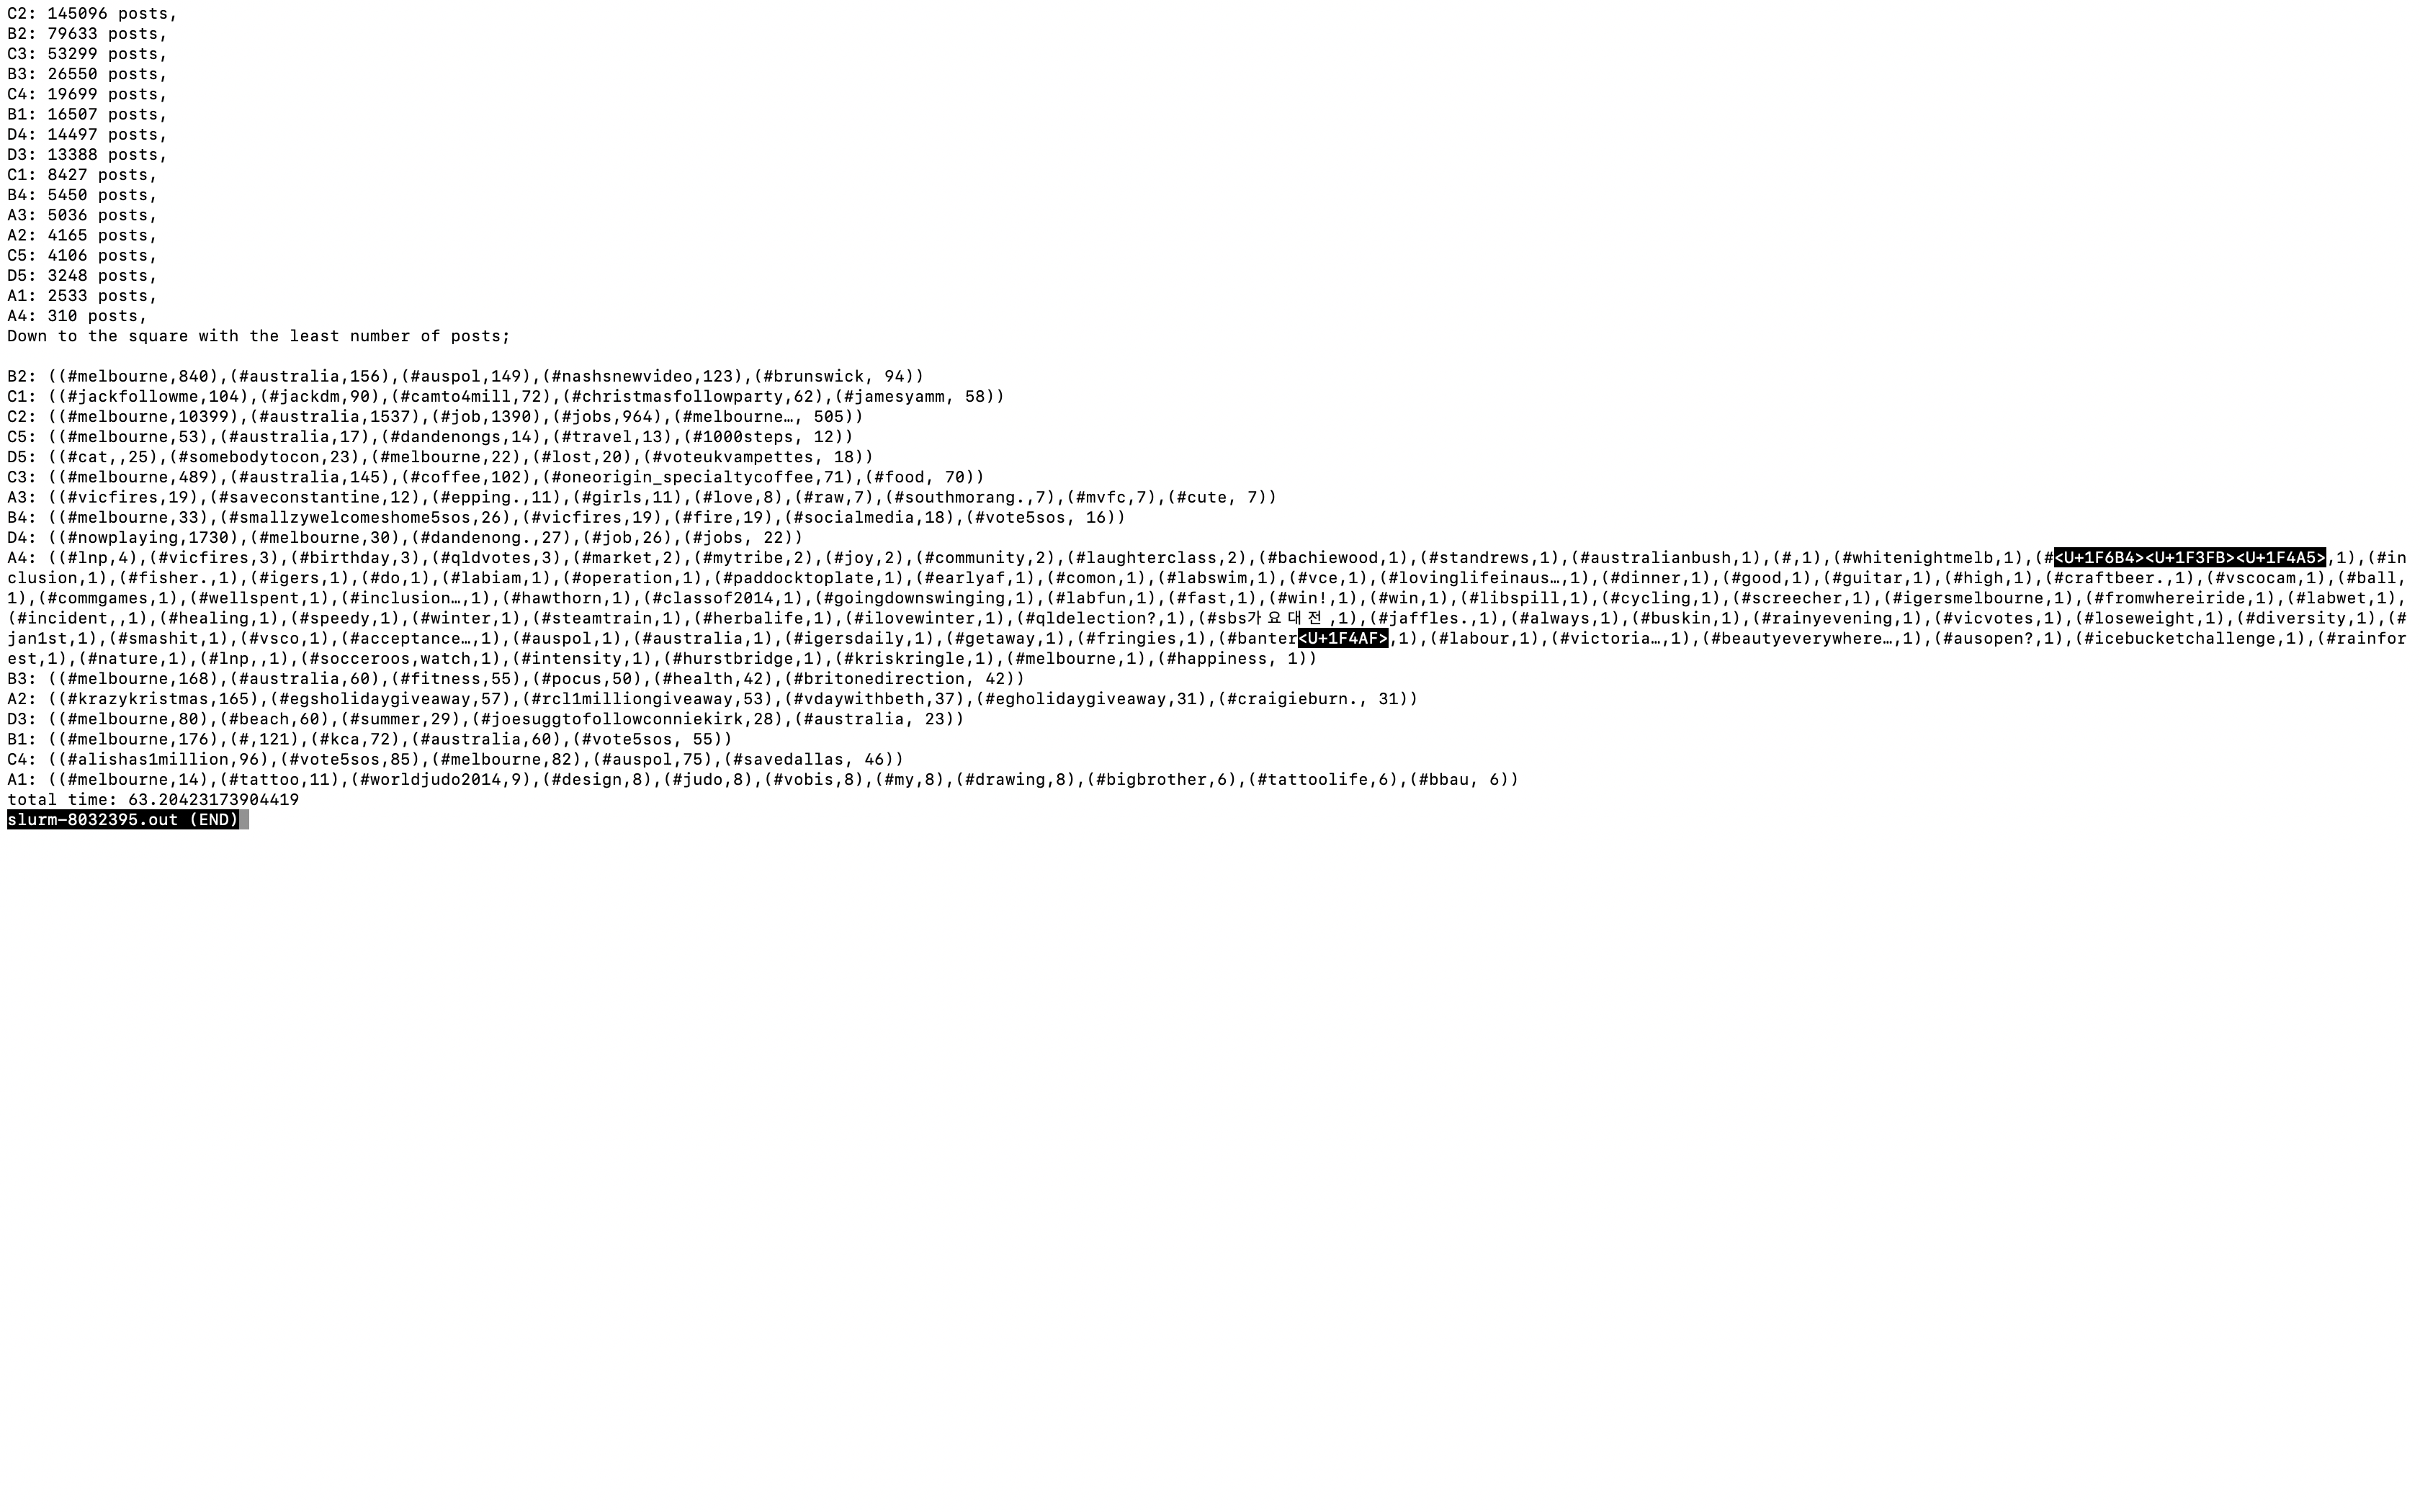 C2: 145096 posts,
B2: 79633 posts,
C3: 53299 posts,
B3: 26550 posts,
C4: 19699 posts,
B1: 16507 posts,
D4: 14497 posts,
D3: 13388 posts,
C1: 8427 posts,
B4: 5450 posts,
A3: 5036 posts,
A2: 4165 posts,
C5: 4106 posts,
D5: 3248 posts,
A1: 2533 posts,
A4: 310 posts,
Down to the square with the least number of posts;
B2: ((#melbourne,840),(#australia,156),(#auspol,149),(#nashsnewvideo,123),(#brunswick, 94))
C1: ((#jackfollowme,104),(#jackdm,90),(#camto4mill,72),(#christmasfollowparty,62),(#jamesyamm, 58))
C2: ((#melbourne,10399),(#australia,1537),(#job,1390),(#jobs,964),(#melbourne…, 505))
C5: ((#melbourne,53),(#australia,17),(#dandenongs,14),(#travel,13),(#1000steps, 12))
D5: ((#cat,,25),(#somebodytocon,23),(#melbourne,22),(#lost,20),(#voteukvampettes, 18))
C3: ((#melbourne,489),(#australia,145),(#coffee,102),(#oneorigin_specialtycoffee,71),(#food, 70))
A3: ((#vicfires,19),(#saveconstantine,12),(#epping.,11),(#girls,11),(#love,8),(#raw,7),(#southmorang.,7),(#mvfc,7),(#cute, 7))
B4: ((#melbourne,33),(#smallzywelcomeshome5sos,26),(#vicfires,19),(#fire,19),(#socialmedia,18),(#vote5sos, 16))
D4: ((#nowplaying,1730),(#melbourne,30),(#dandenong.,27),(#job,26),(#jobs, 22))
A4: ((#lnp,4),(#vicfires,3),(#birthday,3),(#qldvotes,3),(#market,2),(#mytribe,2),(#joy,2),(#community,2),(#laughterclass,2),(#bachiewood,1),(#standrews,1),(#australianbush,1),(#,1),(#whitenightmelb,1),(#<U+1F6B4><U+1F3FB><U+1F4A5>,1),(#in
clusion,1),(#fisher.,1),(#igers,1),(#do,1),(#labiam,1),(#operation,1),(#paddocktoplate,1),(#earlyaf,1),(#comon,1),(#labswim,1),(#vce,1),(#lovinglifeinaus…,1),(#dinner,1),(#good,1),(#guitar,1),(#high,1),(#craftbeer.,1),(#vscocam,1),(#ball,
1),(#commgames,1),(#wellspent,1),(#inclusion…,1),(#hawthorn,1),(#classof2014,1),(#goingdownswinging,1),(#labfun,1),(#fast,1),(#win!,1),(#win,1),(#libspill,1),(#cycling,1),(#screecher,1),(#igersmelbourne,1),(#fromwhereiride,1),(#labwet,1),
(#incident,,1),(#healing,1),(#speedy,1),(#winter,1),(#steamtrain,1),(#herbalife,1),(#ilovewinter,1),(#qldelection?,1),(#sbs가요대전,1),(#jaffles.,1),(#always,1),(#buskin,1),(#rainyevening,1),(#vicvotes,1),(#loseweight,1),(#diversity,1),(#
jan1st,1),(#smashit,1),(#vsco,1),(#acceptance…,1),(#auspol,1),(#australia,1),(#igersdaily,1),(#getaway,1),(#fringies,1),(#banter<U+1F4AF>,1),(#labour,1),(#victoria…,1),(#beautyeverywhere…,1),(#ausopen?,1),(#icebucketchallenge,1),(#rainfor
est,1),(#nature,1),(#lnp,,1),(#socceroos,watch,1),(#intensity,1),(#hurstbridge,1),(#kriskringle,1),(#melbourne,1),(#happiness, 1))
B3: ((#melbourne,168),(#australia,60),(#fitness,55),(#pocus,50),(#health,42),(#britonedirection, 42))
A2: ((#krazykristmas,165),(#egsholidaygiveaway,57),(#rcl1milliongiveaway,53),(#vdaywithbeth,37),(#egholidaygiveaway,31),(#craigieburn., 31))
D3: ((#melbourne,80),(#beach,60),(#summer,29),(#joesuggtofollowconniekirk,28),(#australia, 23))
B1: ((#melbourne,176),(#,121),(#kca,72),(#australia,60),(#vote5sos, 55))
C4: ((#alishas1million,96),(#vote5sos,85),(#melbourne,82),(#auspol,75),(#savedallas, 46))
A1: ((#melbourne,14),(#tattoo,11),(#worldjudo2014,9),(#design,8),(#judo,8),(#vobis,8),(#my,8),(#drawing,8),(#bigbrother,6),(#tattoolife,6),(#bbau, 6))
total time: 63.20423173904419
slurm-8032395.out (END)